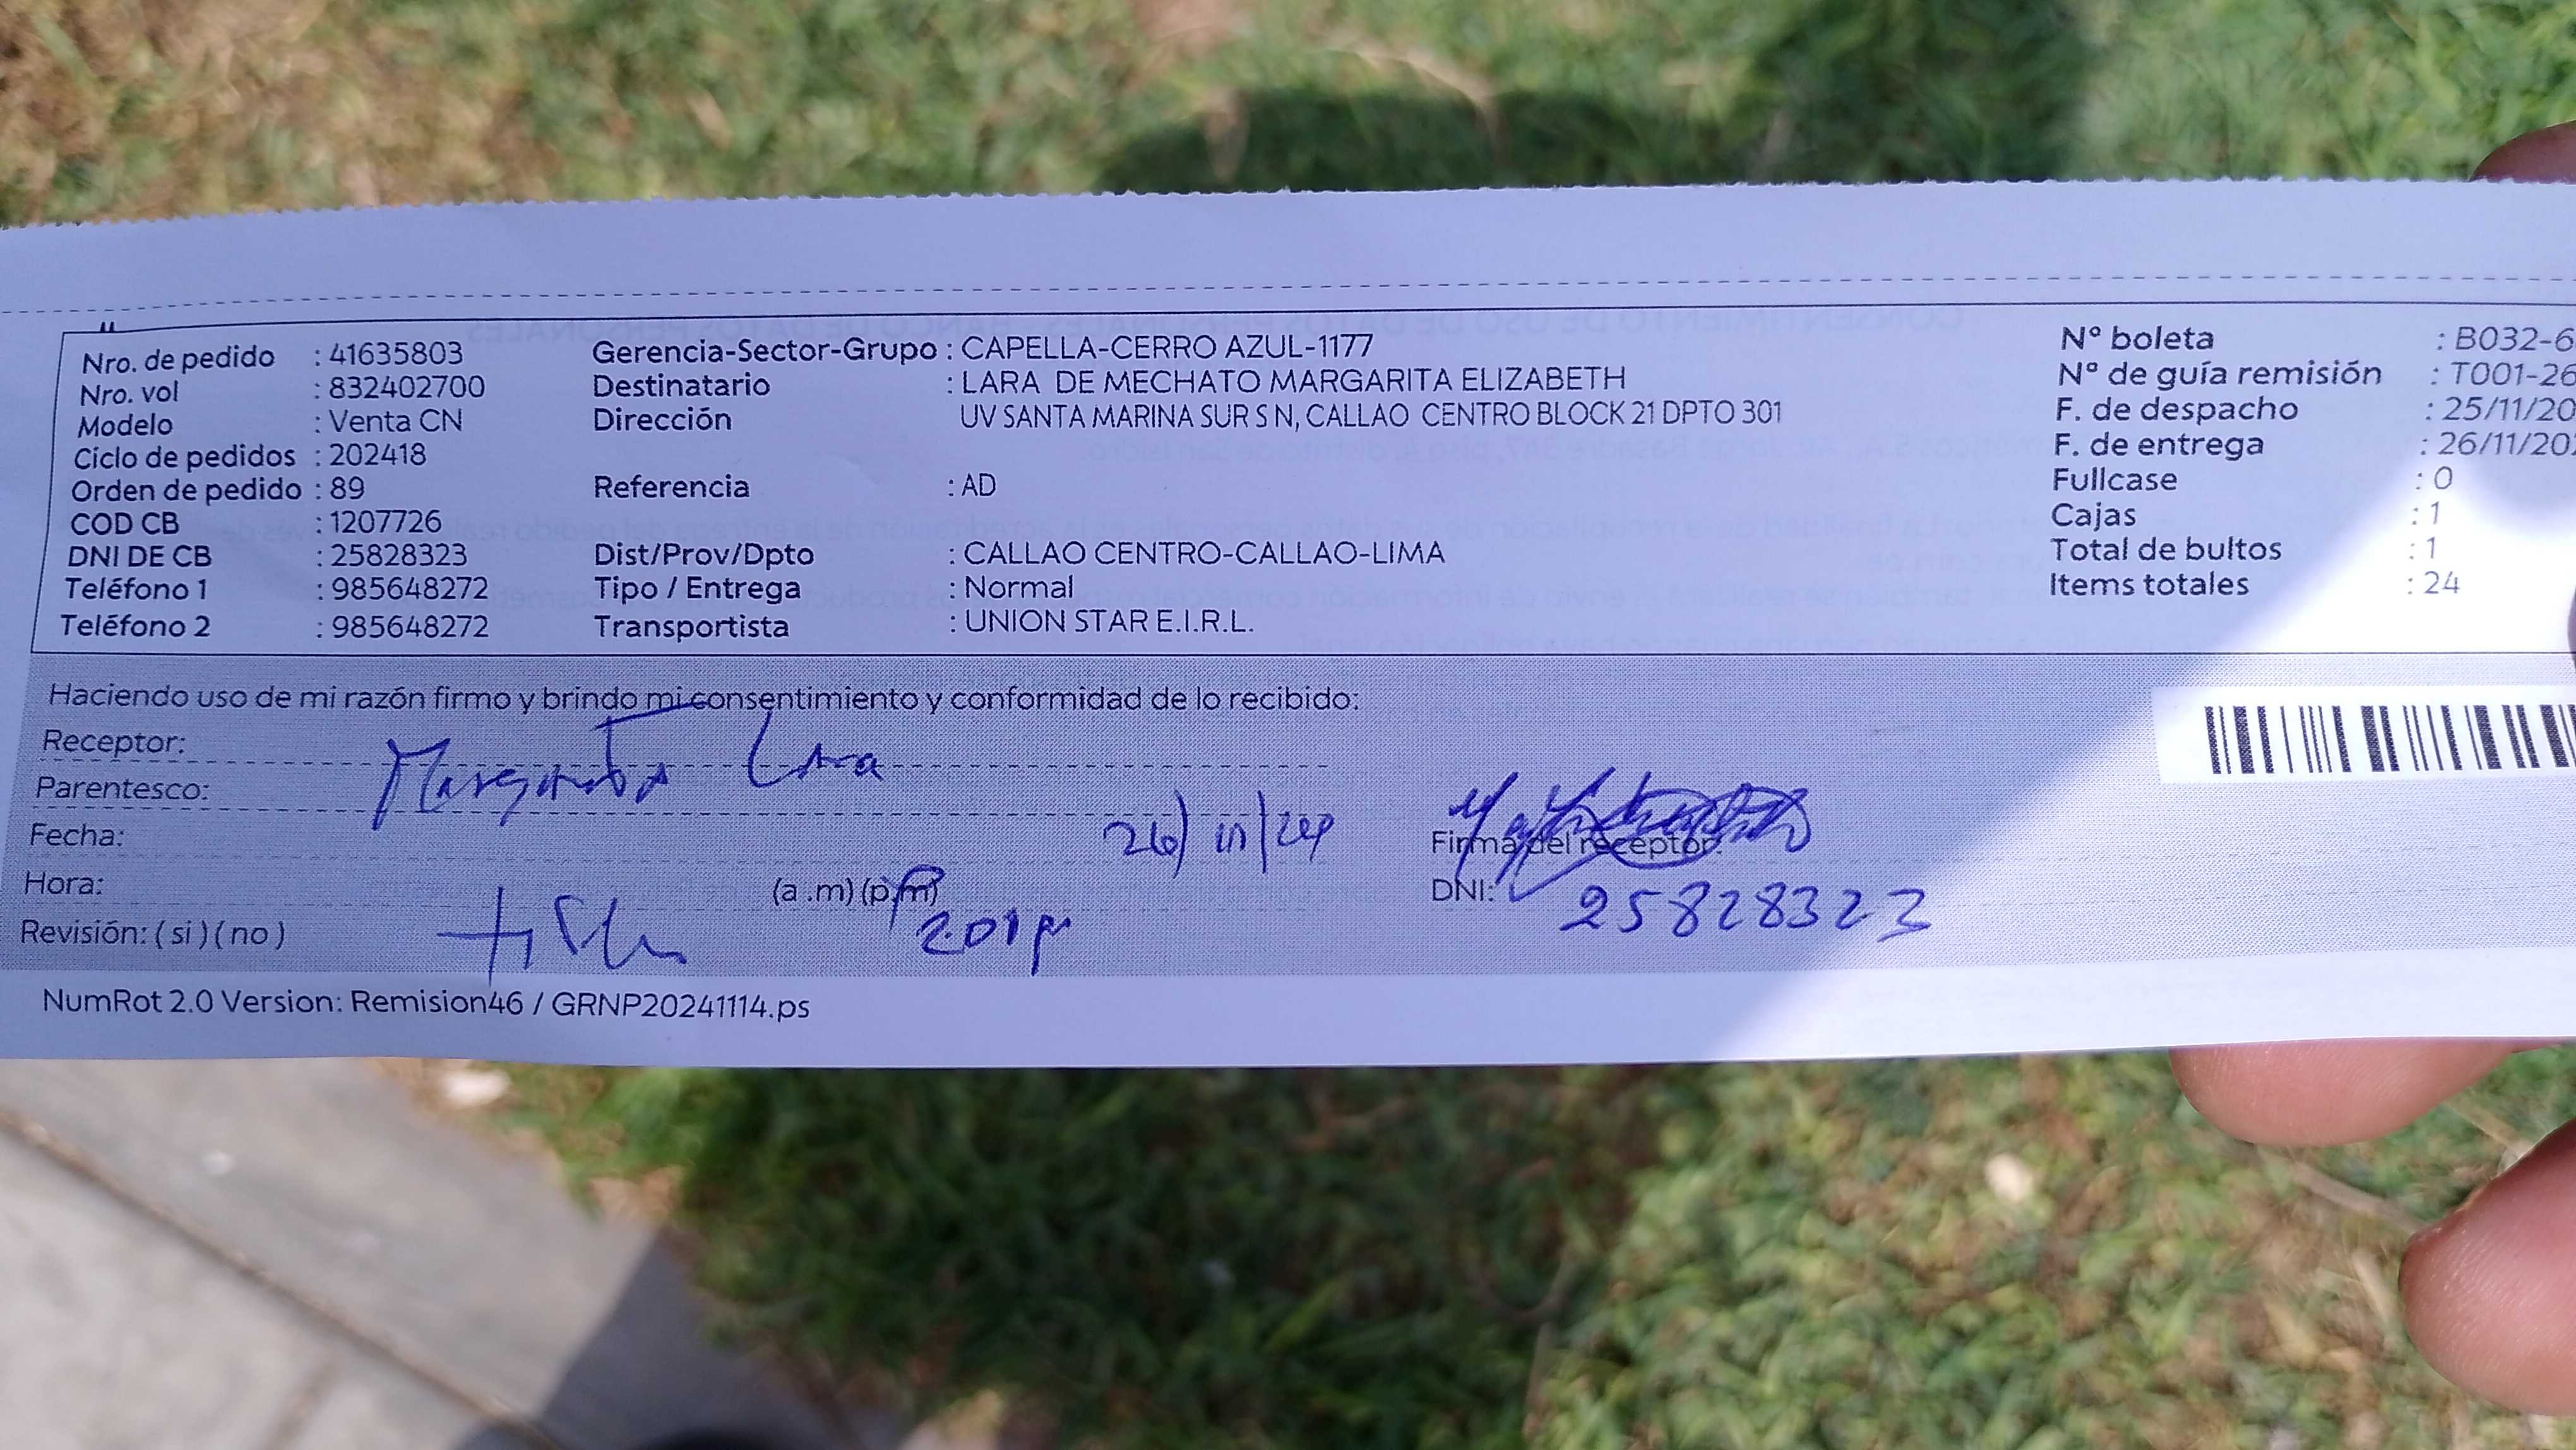 Nro. de pedido : 41635803
Nro. vol : 832402700
Modelo : Venta CN
Ciclo de pedidos : 202418
Orden de pedido : 89
COD CB : 1207726
DNI DE CB : 25828323
Teléfono 1 : 985648272
Teléfono 2 : 985648272
Gerencia-Sector-Grupo : CAPELLA-CERRO AZUL-1177
Destinatario : LARA DE MECHATO MARGARITA ELIZABETH
Dirección UV SANTA MARINA SUR S N, CALLAO CENTRO BLOCK 21 DPTO 301
Referencia : AD
Dist/Prov/Dpto : CALLAO CENTRO-CALLAO-LIMA
Tipo / Entrega : Normal
Transportista : UNION STAR E.I.R.L.
N° boleta : B032-6
N° de guía remisión : T001-26
F. de despacho : 25/11/20
F. de entrega : 26/11/20
Fullcase : 0
Cajas : 1
Total de bultos : 1
Items totales : 24
Haciendo uso de mi razón firmo y brindo mi consentimiento y conformidad de lo recibido:
Receptor: Margarita Lara
Parentesco:
Fecha: 26/11/24
Hora: (a .m) (p.m)
Revisión: ( si ) ( no ) 2.01 pm
Firma del receptor:
DNI: 25828323
NumRot 2.0 Version: Remision46 / GRNP20241114.ps